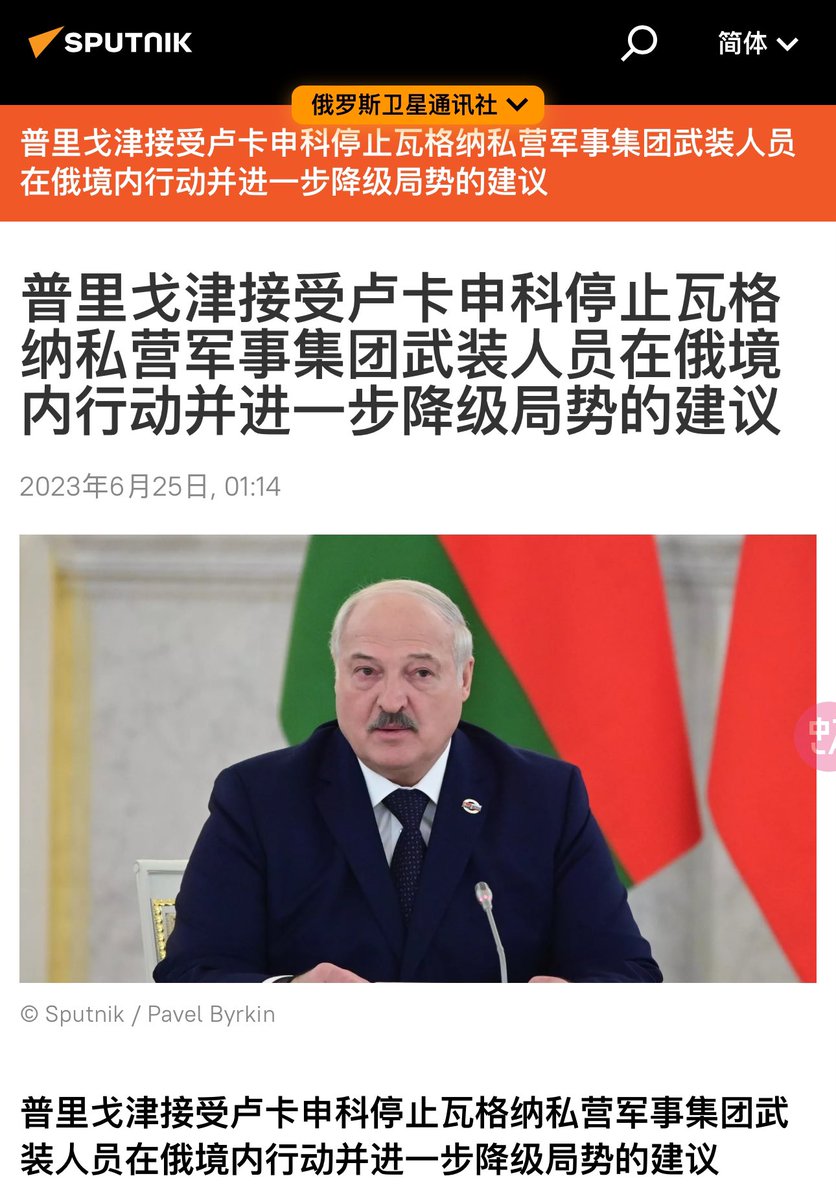 SPUTNIK
简体
俄罗斯卫星通讯社
普里戈津接受卢卡申科停止瓦格纳私营军事集团武装人员
在俄境内行动并进一步降级局势的建议
普里戈津接受卢卡申科停止瓦格
纳私营军事集团武装人员在俄境
内行动并进一步降级局势的建议
2023年6月25日, 01:14
© Sputnik / Pavel Byrkin
普里戈津接受卢卡申科停止瓦格纳私营军事集团武
装人员在俄境内行动并进一步降级局势的建议